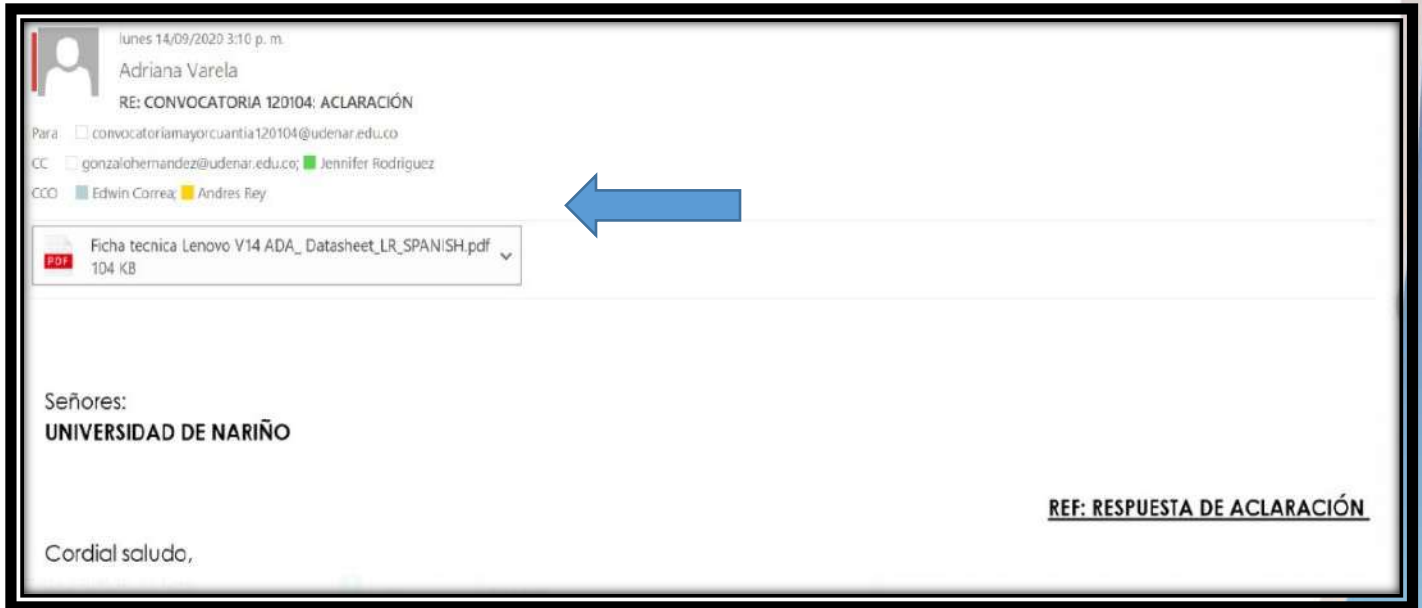 lunes 14/09/2020 3:10 p. m.
Adriana Varela
RE: CONVOCATORIA 120104: ACLARACIÓN
Para convocatoriamayorcuantia120104@udenar.edu.co
CC gonzalohernandez@udenar.edu.co; Jennifer Rodriguez
CCO Edwin Correa; Andres Rey
Ficha tecnica Lenovo V14 ADA_ Datasheet_LR_SPANISH.pdf
PDF
104 KB
Señores:
UNIVERSIDAD DE NARIÑO
REF: RESPUESTA DE ACLARACIÓN
Cordial saludo,